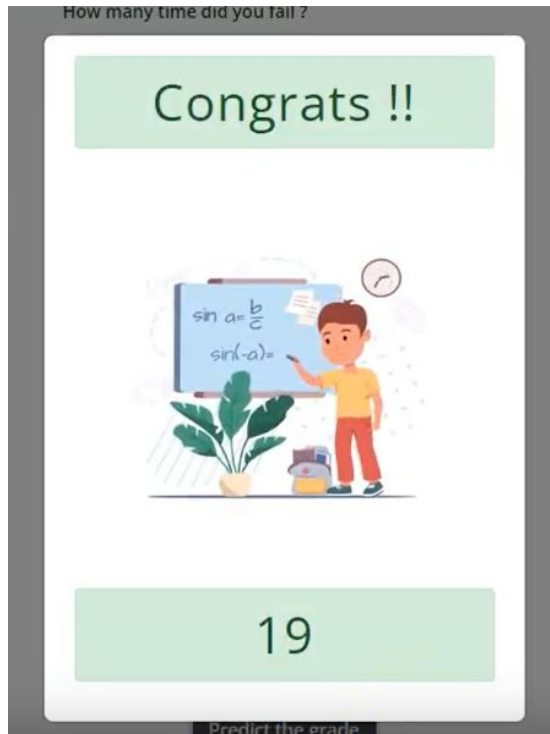 How many time did you fail ?
Congrats !!
sin a= b/c
sin(-a)=
19
Predict the grade